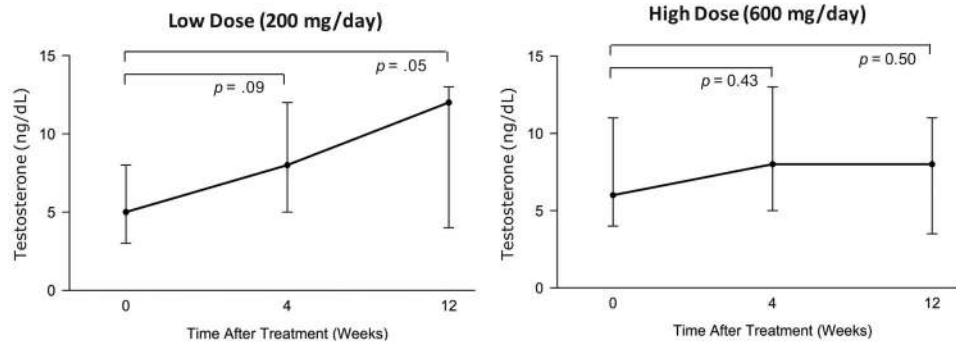 Low Dose (200 mg/day)
15
10
5
0
Testosterone (ng/dL)
p = .09
p = .05
0
4
12
Time After Treatment (Weeks)
High Dose (600 mg/day)
15
10
5
0
Testosterone (ng/dL)
p = 0.43
p = 0.50
0
4
12
Time After Treatment (Weeks)